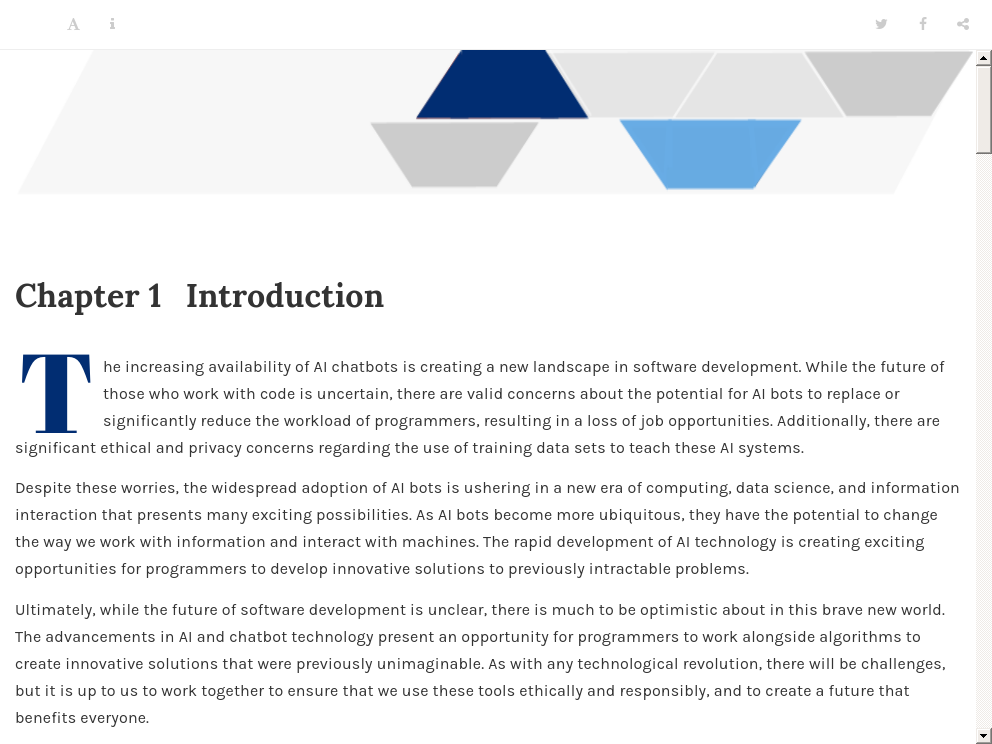 Chapter 1 Introduction
The increasing availability of AI chatbots is creating a new landscape in software development. While the future of
those who work with code is uncertain, there are valid concerns about the potential for AI bots to replace or
significantly reduce the workload of programmers, resulting in a loss of job opportunities. Additionally, there are
significant ethical and privacy concerns regarding the use of training data sets to teach these AI systems.
Despite these worries, the widespread adoption of AI bots is ushering in a new era of computing, data science, and information
interaction that presents many exciting possibilities. As AI bots become more ubiquitous, they have the potential to change
the way we work with information and interact with machines. The rapid development of AI technology is creating exciting
opportunities for programmers to develop innovative solutions to previously intractable problems.
Ultimately, while the future of software development is unclear, there is much to be optimistic about in this brave new world.
The advancements in AI and chatbot technology present an opportunity for programmers to work alongside algorithms to
create innovative solutions that were previously unimaginable. As with any technological revolution, there will be challenges,
but it is up to us to work together to ensure that we use these tools ethically and responsibly, and to create a future that
benefits everyone.